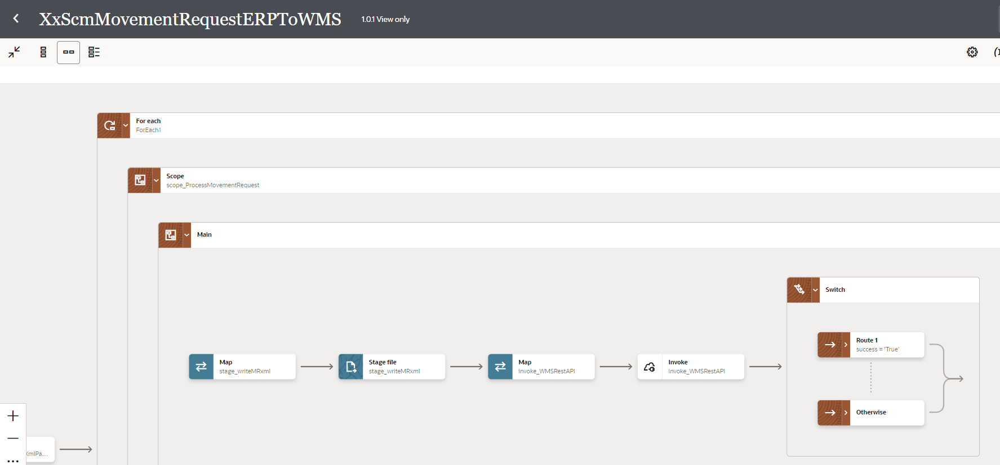 XxScmMovementRequestERPToWMS
1.0.1 View only
For each
ForEach1
Scope
scope_ProcessMovementRequest
Main
Switch
Route 1
success = 'True'
Map
stage_writeMRxml
Stage file
stage_writeMRxml
Map
invoke_WMSRestAPI
Invoke
invoke_WMSRestAPI
Otherwise
XmlPa...